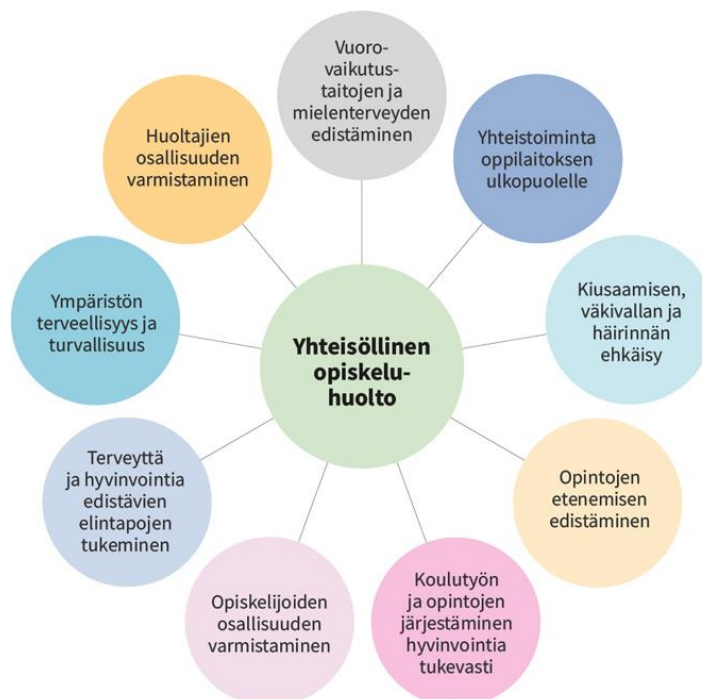 Vuoro-
vaikutus-
taitojen ja
mielenterveyden
edistäminen
Yhteistoiminta
oppilaitoksen
ulkopuolelle
Kiusaamisen,
väkivallan ja
häirinnän
ehkäisy
Opintojen
etenemisen
edistäminen
Koulutyön
ja opintojen
järjestäminen
hyvinvointia
tukevasti
Opiskelijoiden
osallisuuden
varmistaminen
Terveyttä
ja hyvinvointia
edistävien
elintapojen
tukeminen
Ympäristön
terveellisyys ja
turvallisuus
Huoltajien
osallisuuden
varmistaminen
Yhteisöllinen
opiskelu-
huolto